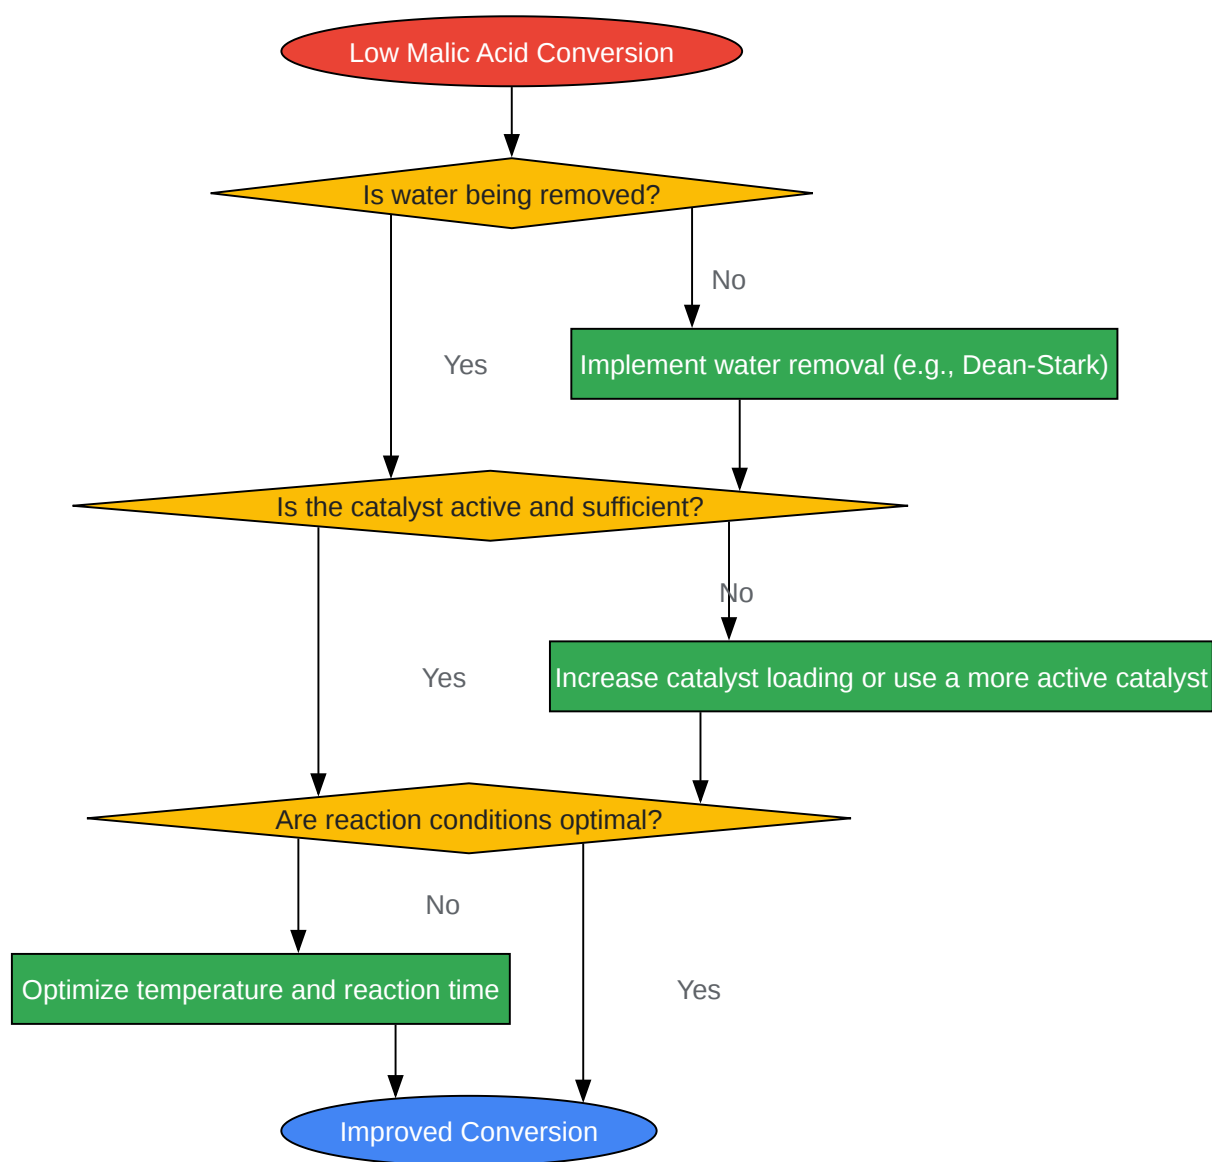 Low Malic Acid Conversion
Is water being removed?
No
Yes
Implement water removal (e.g., Dean-Stark)
Is the catalyst active and sufficient?
No
Yes
Increase catalyst loading or use a more active catalyst
Are reaction conditions optimal?
No
Optimize temperature and reaction time
Yes
Improved Conversion